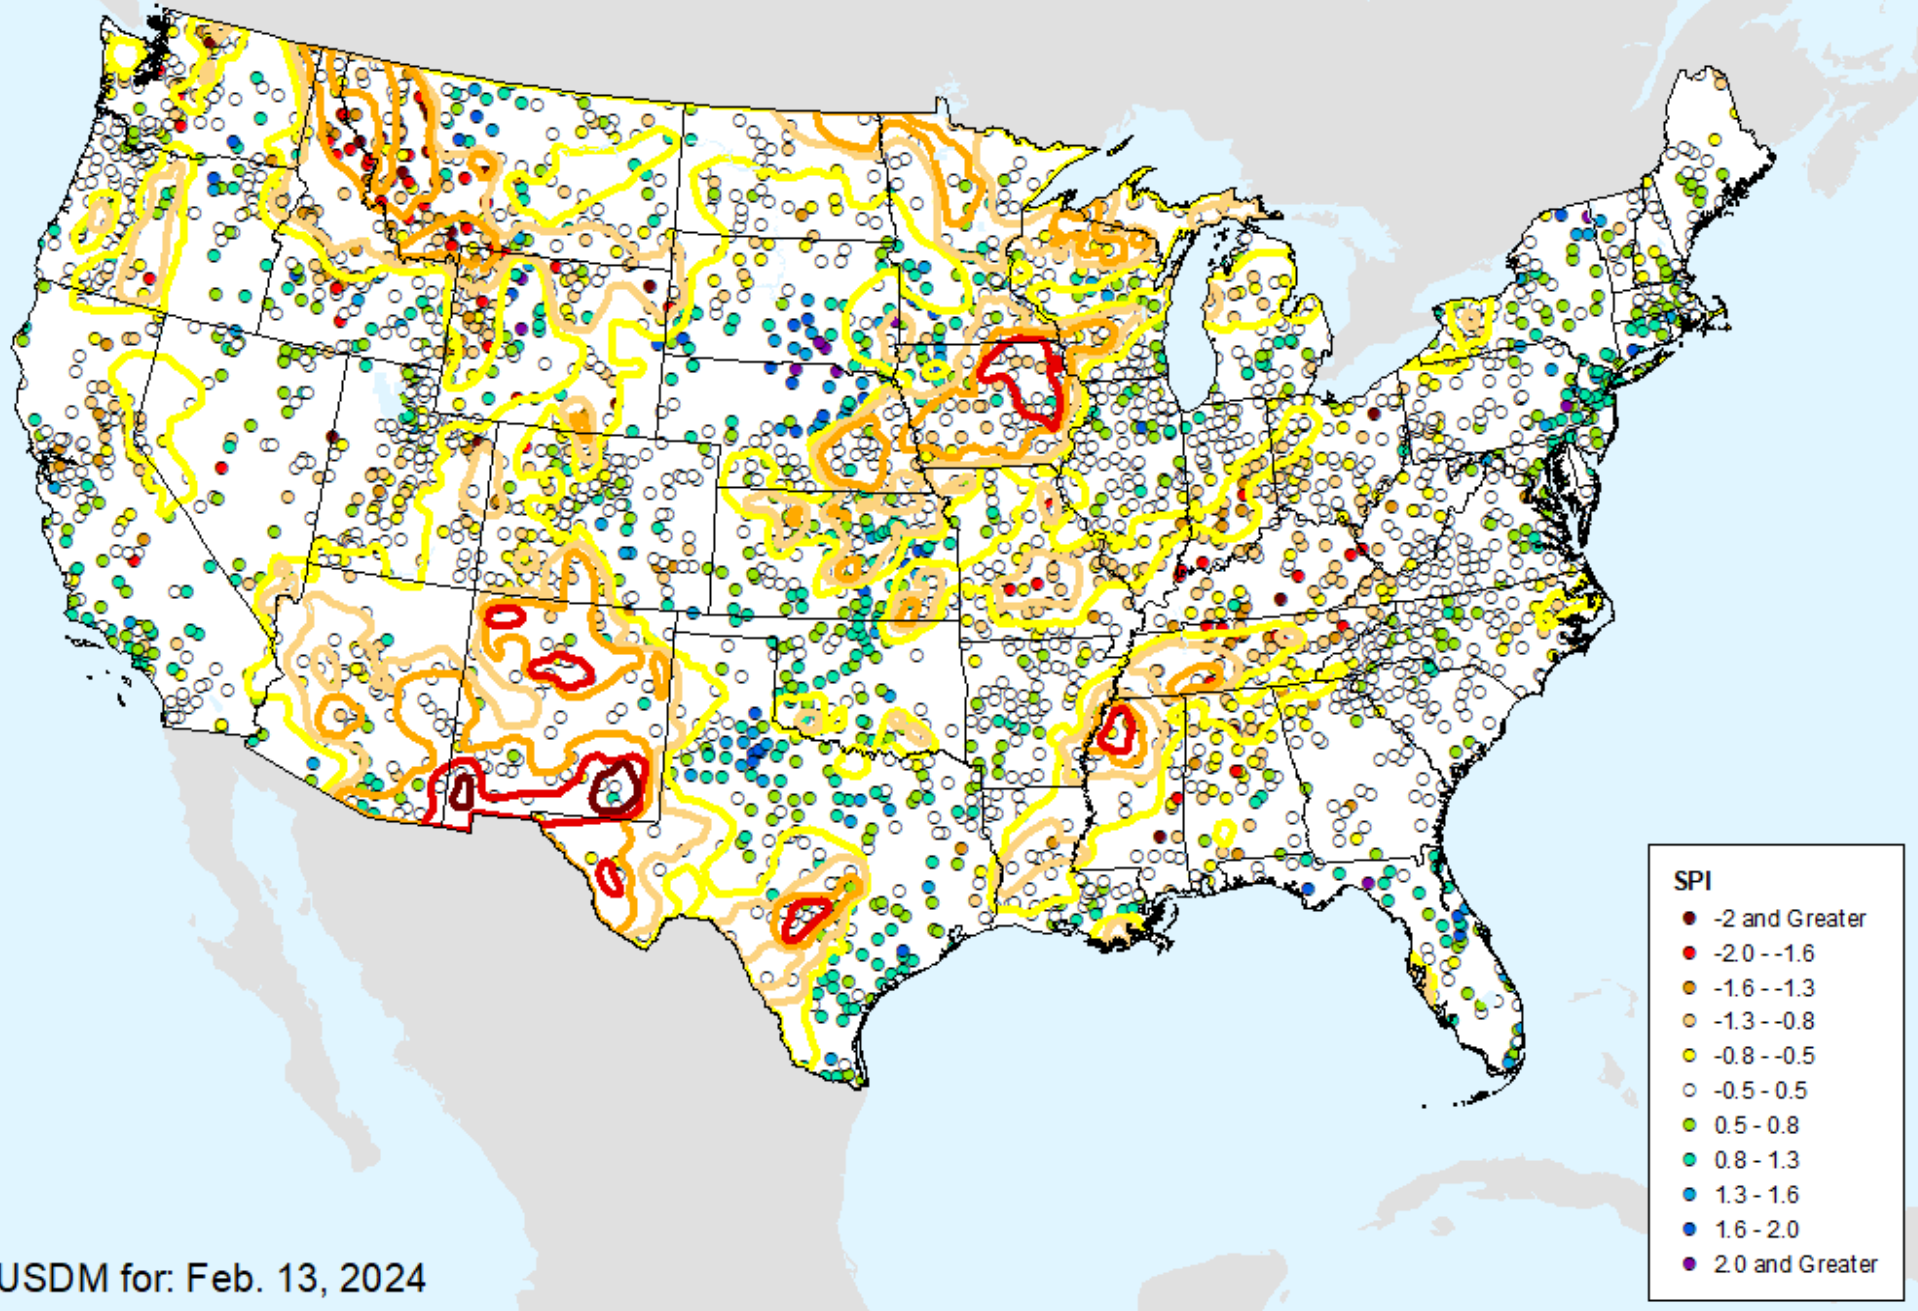 SPI
-2 and Greater
-2.0 - -1.6
-1.6 - -1.3
-1.3 - -0.8
-0.8 - -0.5
-0.5 - 0.5
0.5 - 0.8
0.8 - 1.3
1.3 - 1.6
1.6 - 2.0
2.0 and Greater
USDM for: Feb. 13, 2024